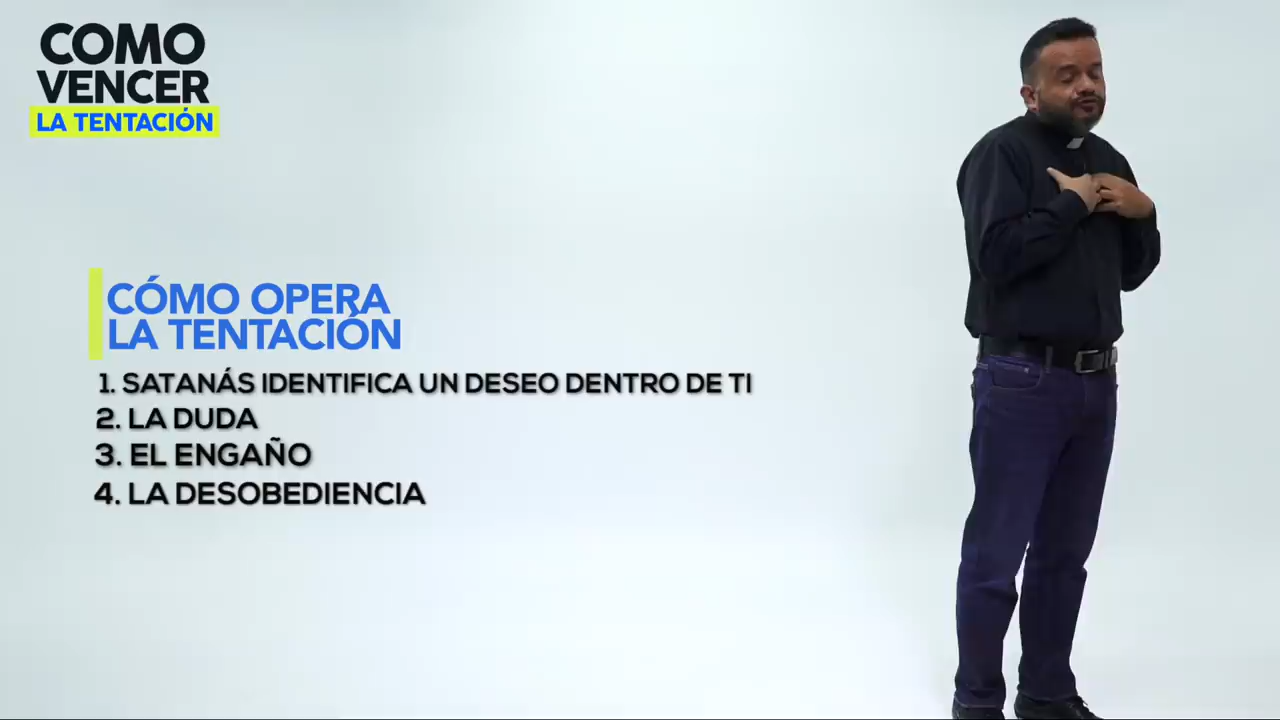 COMO
VENCER
LA TENTACIÓN
CÓMO OPERA
LA TENTACIÓN
1. SATANÁS IDENTIFICA UN DESEO DENTRO DE TI
2. LA DUDA
3. EL ENGAÑO
4. LA DESOBEDIENCIA